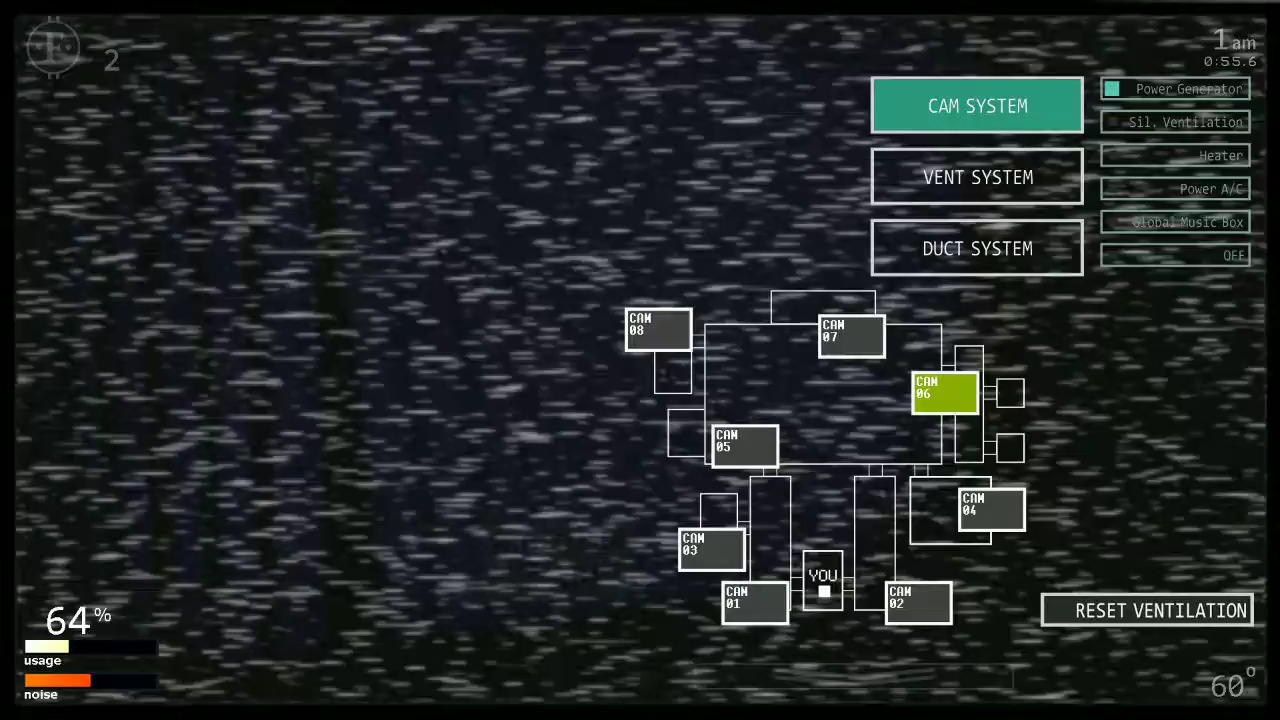 2
1 am
0:55.6
CAM SYSTEM
VENT SYSTEM
DUCT SYSTEM
Power Generator
Sil. Ventilation
Heater
Power A/C
Global Music Box
OFF
CAM
08
CAM
07
CAM
06
CAM
05
CAM
04
CAM
03
YOU
CAM
01
CAM
02
RESET VENTILATION
64%
usage
noise
60°